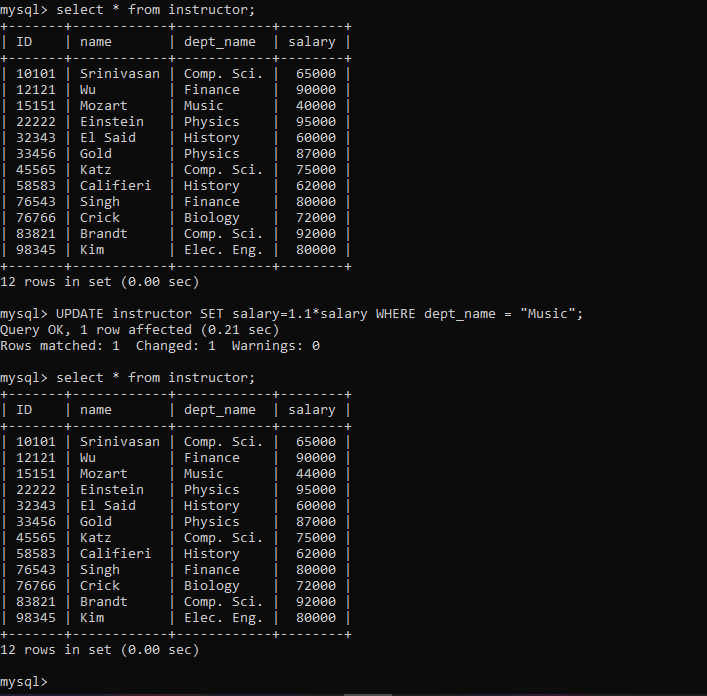 mysql> select * from instructor;
+-------+------------+------------+--------+
| ID    | name       | dept_name  | salary |
+-------+------------+------------+--------+
| 10101 | Srinivasan | Comp. Sci. |  65000 |
| 12121 | Wu         | Finance    |  90000 |
| 15151 | Mozart     | Music      |  40000 |
| 22222 | Einstein   | Physics    |  95000 |
| 32343 | El Said    | History    |  60000 |
| 33456 | Gold       | Physics    |  87000 |
| 45565 | Katz       | Comp. Sci. |  75000 |
| 58583 | Califieri  | History    |  62000 |
| 76543 | Singh      | Finance    |  80000 |
| 76766 | Crick      | Biology    |  72000 |
| 83821 | Brandt     | Comp. Sci. |  92000 |
| 98345 | Kim        | Elec. Eng. |  80000 |
+-------+------------+------------+--------+
12 rows in set (0.00 sec)

mysql> UPDATE instructor SET salary=1.1*salary WHERE dept_name = "Music";
Query OK, 1 row affected (0.21 sec)
Rows matched: 1  Changed: 1  Warnings: 0

mysql> select * from instructor;
+-------+------------+------------+--------+
| ID    | name       | dept_name  | salary |
+-------+------------+------------+--------+
| 10101 | Srinivasan | Comp. Sci. |  65000 |
| 12121 | Wu         | Finance    |  90000 |
| 15151 | Mozart     | Music      |  44000 |
| 22222 | Einstein   | Physics    |  95000 |
| 32343 | El Said    | History    |  60000 |
| 33456 | Gold       | Physics    |  87000 |
| 45565 | Katz       | Comp. Sci. |  75000 |
| 58583 | Califieri  | History    |  62000 |
| 76543 | Singh      | Finance    |  80000 |
| 76766 | Crick      | Biology    |  72000 |
| 83821 | Brandt     | Comp. Sci. |  92000 |
| 98345 | Kim        | Elec. Eng. |  80000 |
+-------+------------+------------+--------+
12 rows in set (0.00 sec)

mysql>